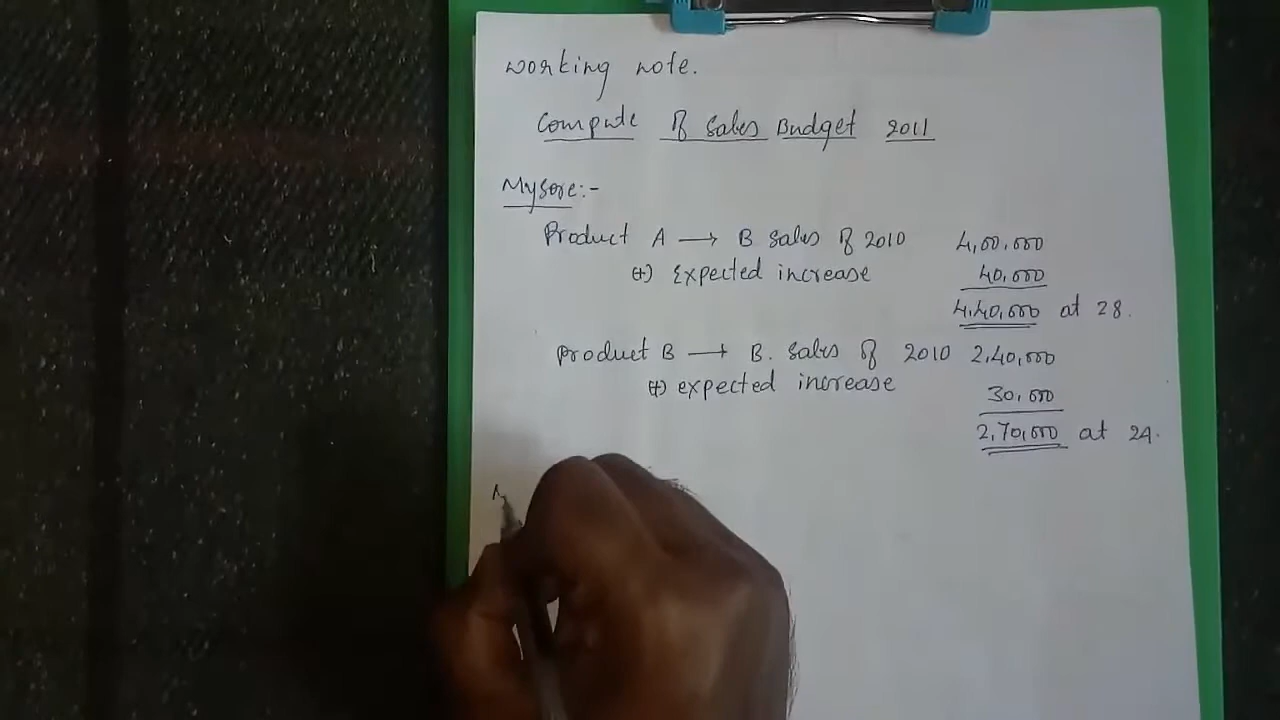 working note.
Compute of sales Budget 2011
Mysore:-
Product A → B sales of 2010 4,00,000
(+) Expected increase 40,000
4,40,000 at 28.
product B → B. sales of 2010 2,40,000
(+) expected increase 30,000
2,70,000 at 24.